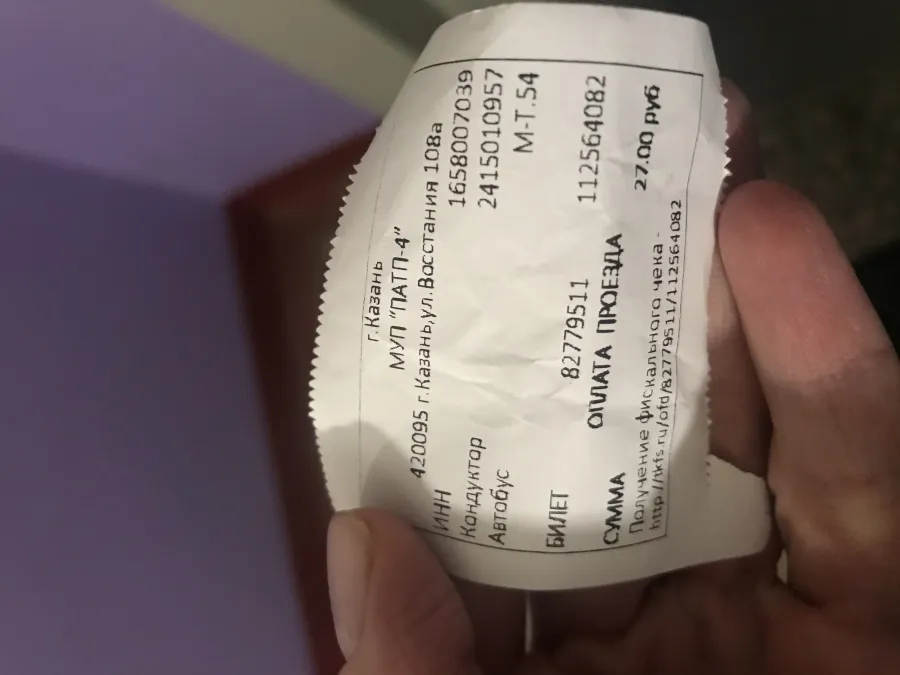 г.Казань
МУП "ПАТП-4"
420095 г.Казань,ул.Восстания 108а
ИНН 1658007039
Кондуктор 2415010957
Автобус М-Т.54
БИЛЕТ 82779511 112564082
ОПЛАТА ПРОЕЗДА
СУММА 27.00 руб
Получение фискального чека -
http://tkfs.ru/ofd/82779511/112564082